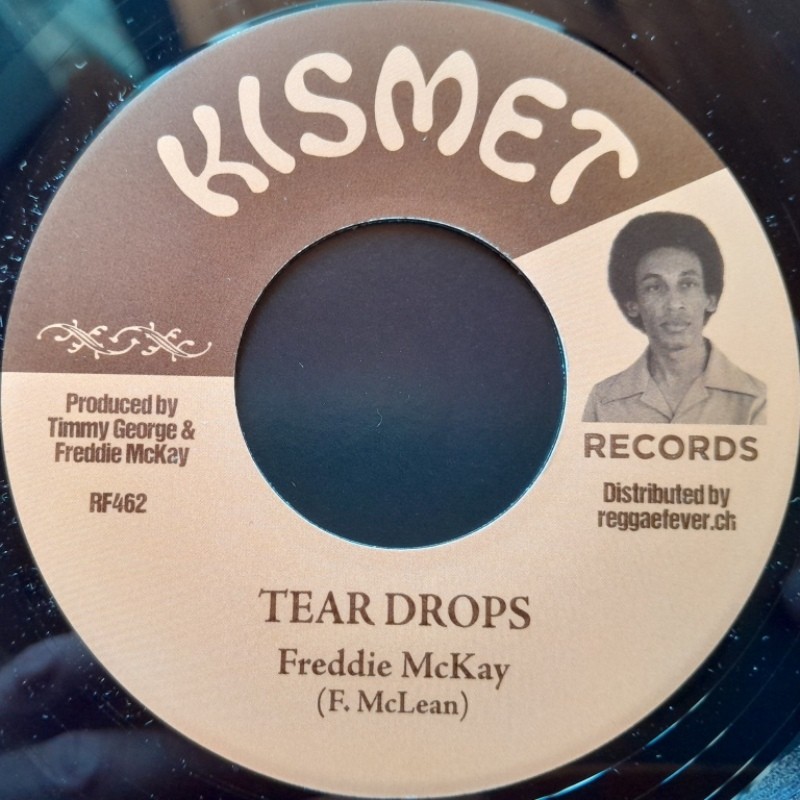 KISMET
Produced by
Timmy George &
Freddie McKay
RF462
RECORDS
Distributed by
reggaefever.ch
TEAR DROPS
Freddie McKay
(F. McLean)